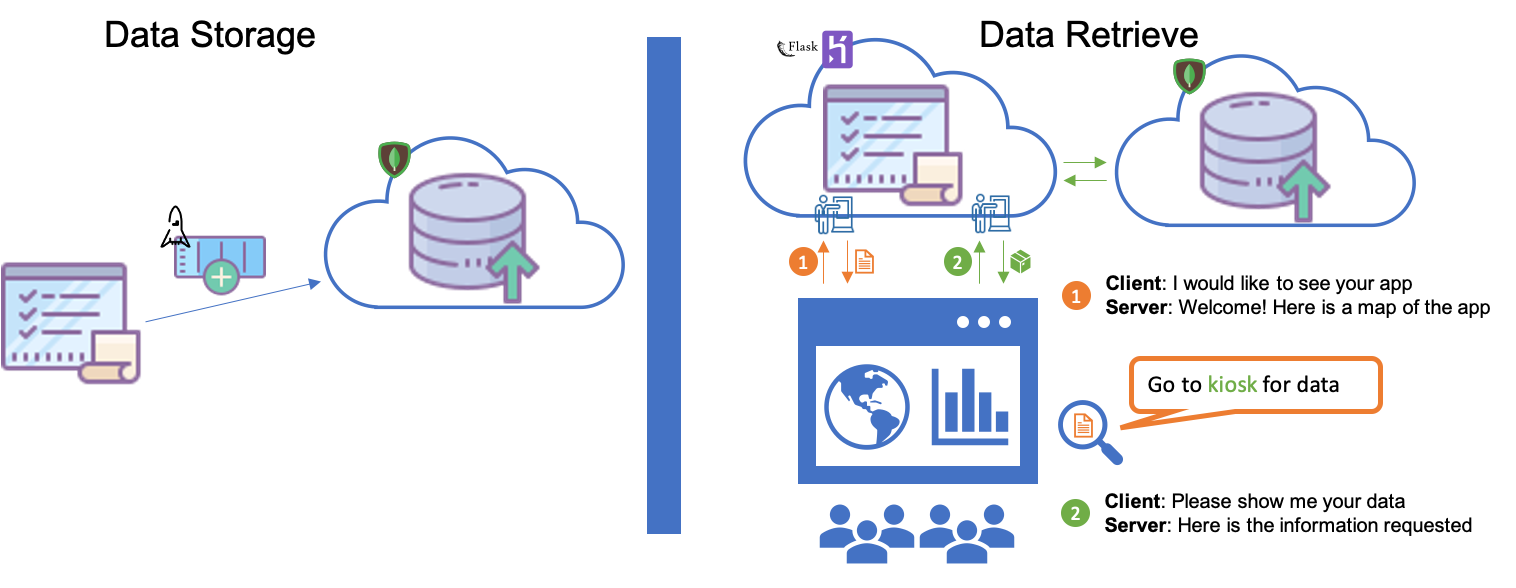 Data Storage
Data Retrieve
Flask
1
2
1
Client: I would like to see your app
Server: Welcome! Here is a map of the app
Go to kiosk for data
2
Client: Please show me your data
Server: Here is the information requested